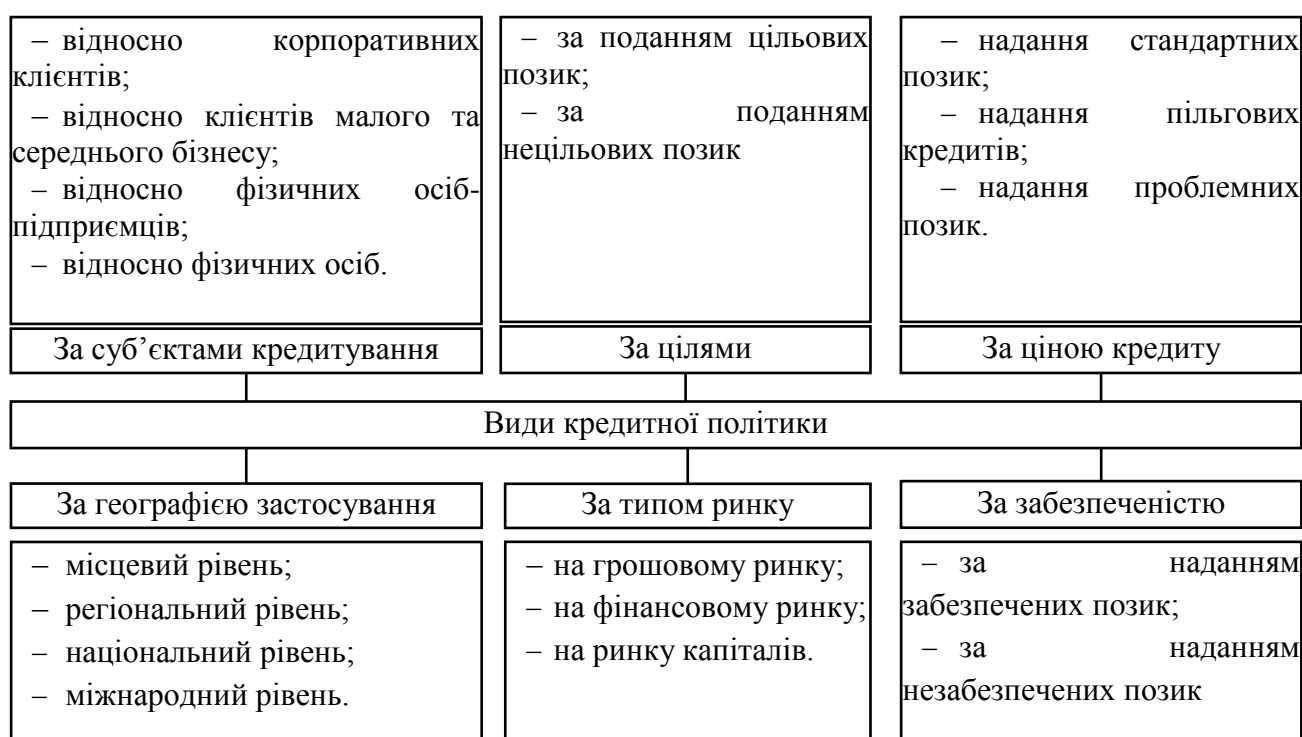 – відносно корпоративних
клієнтів;
– відносно клієнтів малого та
середнього бізнесу;
– відносно фізичних осіб-
підприємців;
– відносно фізичних осіб.
– за поданням цільових
позик;
– за поданням
нецільових позик
– надання стандартних
позик;
– надання пільгових
кредитів;
– надання проблемних
позик.
За суб’єктами кредитування
За цілями
За ціною кредиту
Види кредитної політики
За географією застосування
За типом ринку
За забезпеченістю
– місцевий рівень;
– регіональний рівень;
– національний рівень;
– міжнародний рівень.
– на грошовому ринку;
– на фінансовому ринку;
– на ринку капіталів.
– за наданням
забезпечених позик;
– за наданням
незабезпечених позик